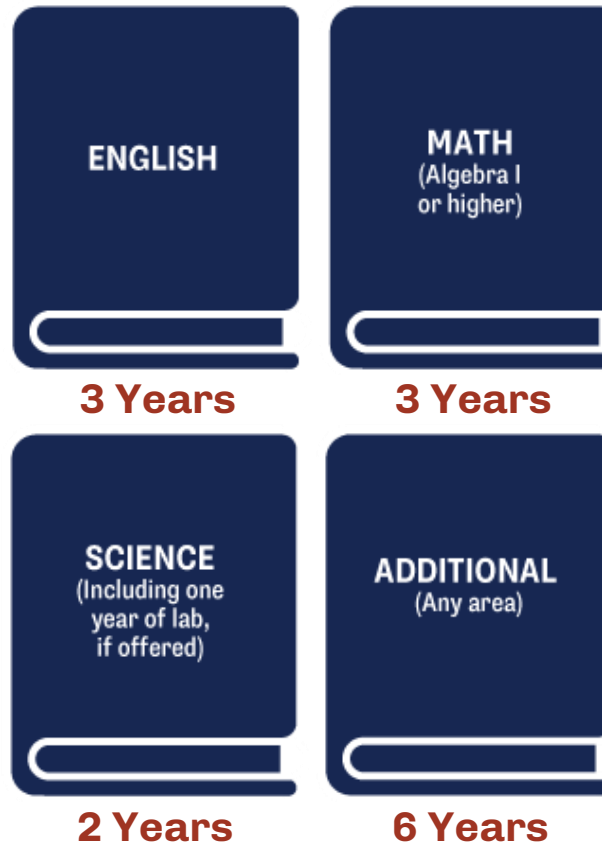 ENGLISH
MATH
(Algebra I
or higher)
3 Years
3 Years
SCIENCE
(Including one
year of lab,
if offered)
ADDITIONAL
(Any area)
2 Years
6 Years